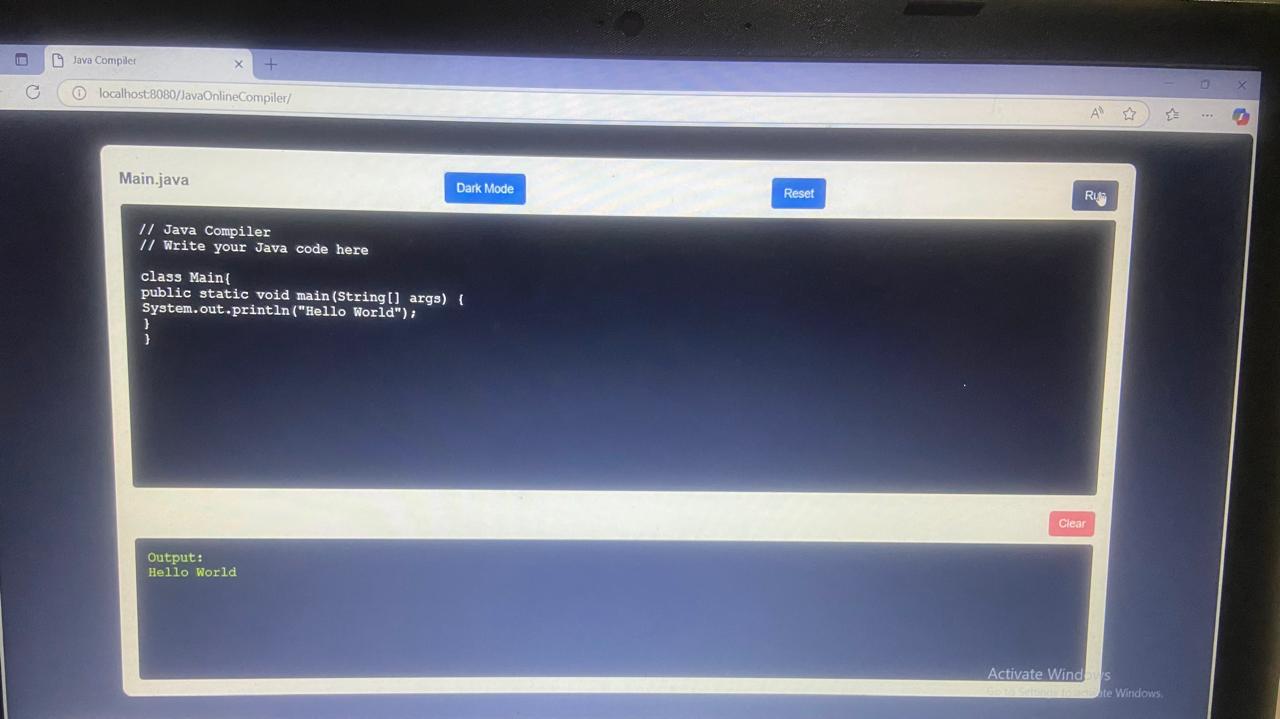 Java Compiler
localhost:8080/JavaOnlineCompiler/
Main.java
Dark Mode
Reset
// Java Compiler
// Write your Java code here
class Main{
public static void main(String[] args) {
System.out.println("Hello World");
}
}
Clear
Output:
Hello World
Activate Windows
Go to Settings to activate Windows.